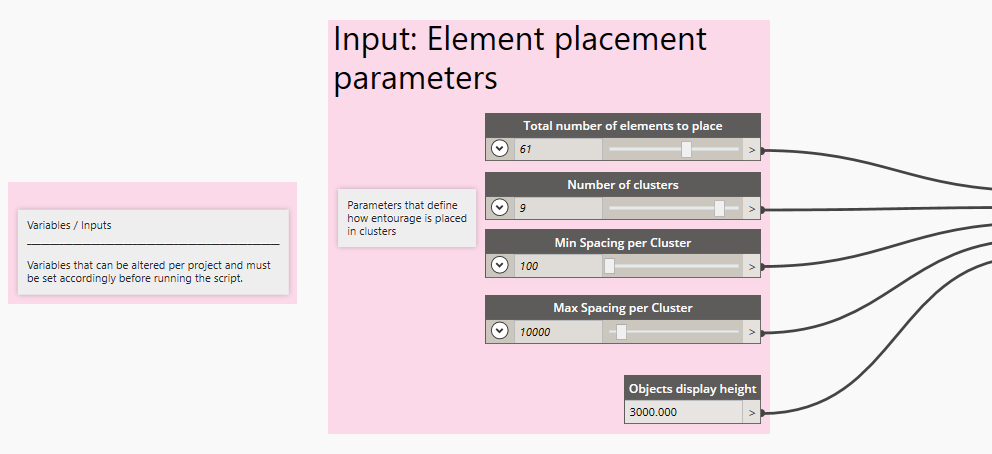 Input: Element placement
parameters
Total number of elements to place
61
>
Number of clusters
9
>
Min Spacing per Cluster
100
>
Max Spacing per Cluster
10000
>
Objects display height
3000.000
>
Parameters that define
how entourage is placed
in clusters
Variables / Inputs
Variables that can be altered per project and must
be set accordingly before running the script.